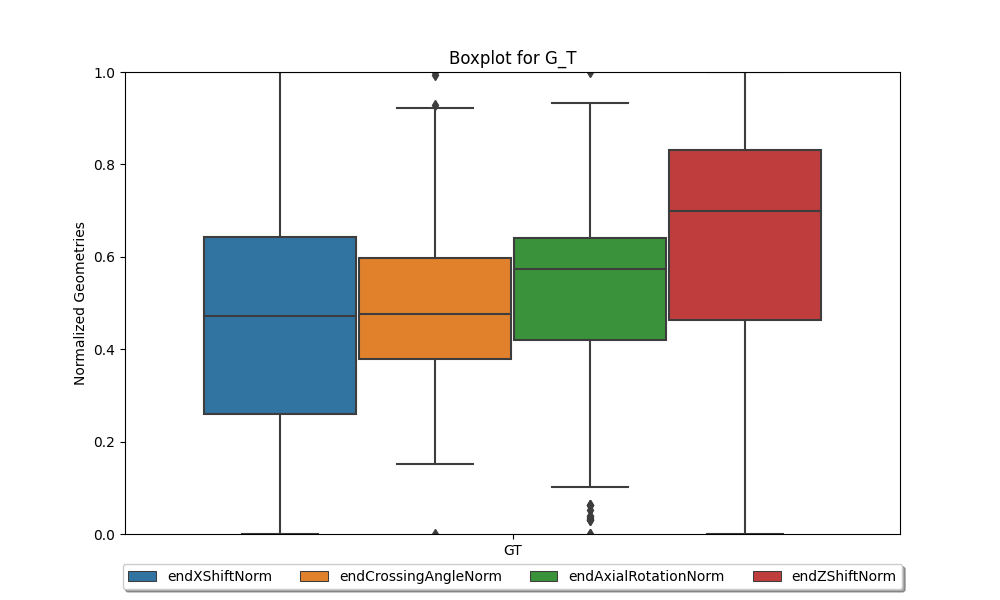 Boxplot for G_T
1.0
0.8
0.6
0.4
0.2
0.0
Normalized Geometries
GT
endXShiftNorm endCrossingAngleNorm endAxialRotationNorm endZShiftNorm